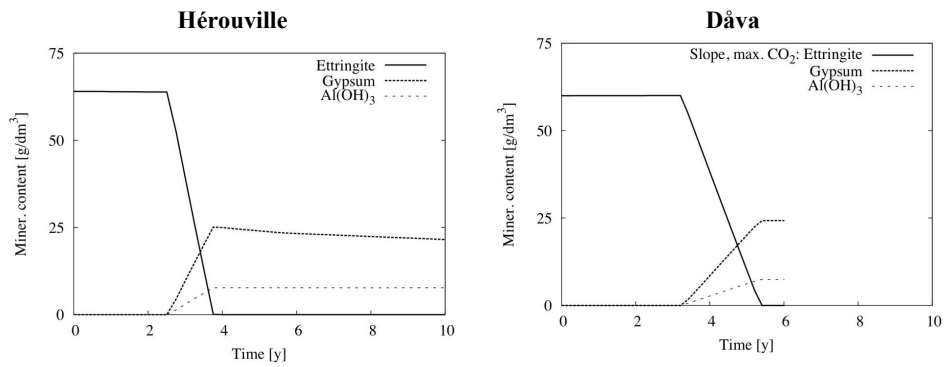 Hérouville
75
50
25
0
Miner. content [g/dm³]
Ettringite
Gypsum
Al(OH)₃
0 2 4 6 8 10
Time [y]
Dåva
75
50
25
0
Miner. content [g/dm³]
Slope, max. CO₂: Ettringite
Gypsum
Al(OH)₃
0 2 4 6 8 10
Time [y]